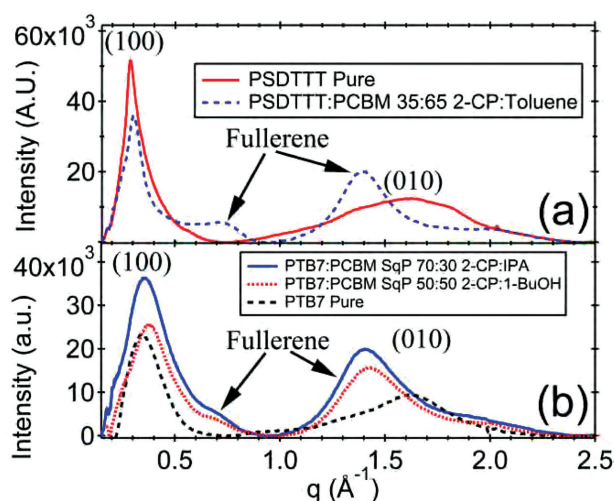 60x10³
(100)
PSDTTT Pure
PSDTTT:PCBM 35:65 2-CP:Toluene
40
Fullerene
20
(010)
0
(a)
Intensity (A.U.)
40x10³
(100)
PTB7:PCBM SqP 70:30 2-CP:IPA
PTB7:PCBM SqP 50:50 2-CP:1-BuOH
PTB7 Pure
30
Fullerene
(010)
20
10
0
(b)
Intensity (a.u.)
0.5 1.0 1.5 2.0 2.5
q (Å⁻¹)